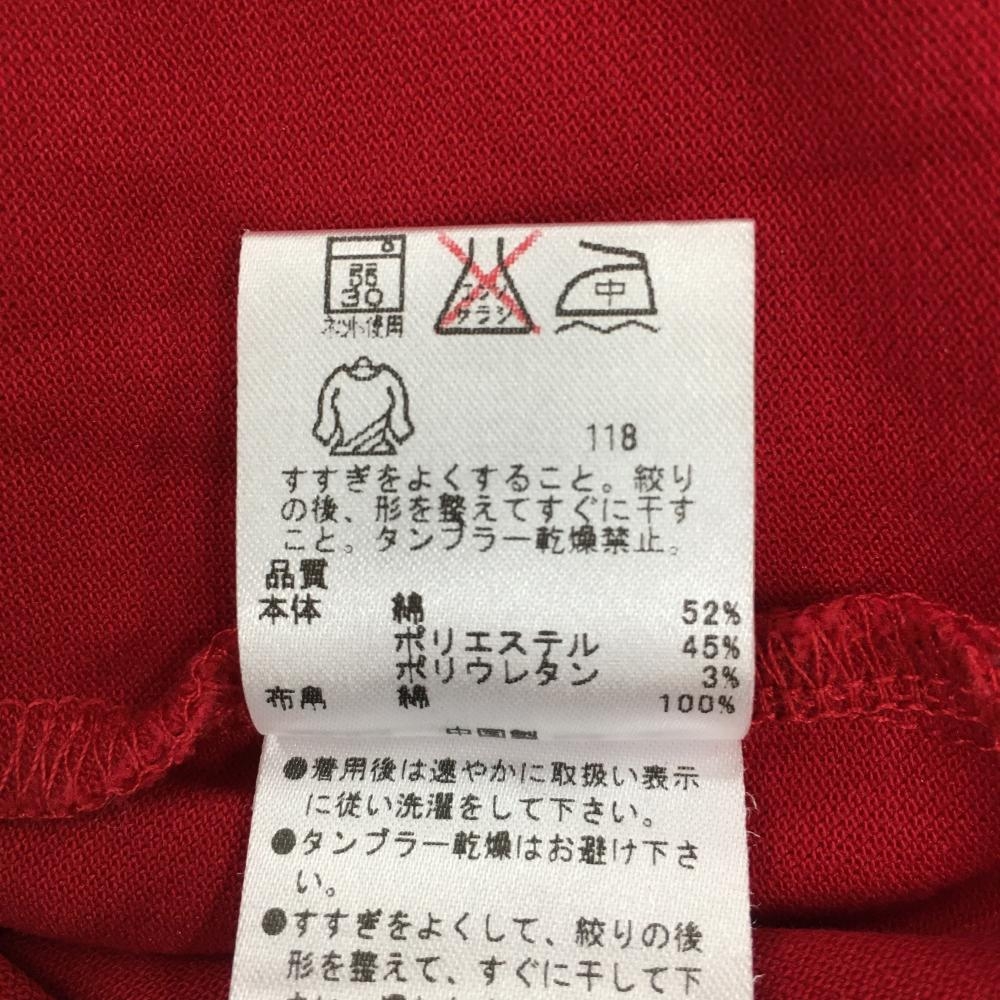 弱
30
ネット使用
エンソ
サラシ
中
118
すすぎをよくすること。絞り
の後、形を整えてすぐに干す
こと。タンブラー乾燥禁止。
品質
本体 綿 52%
ポリエステル 45%
ポリウレタン 3%
布帛 綿 100%
中国製
●着用後は速やかに取扱い表示
に従い洗濯をして下さい。
●タンブラー乾燥はお避け下さ
い。
●すすぎをよくして、絞りの後
形を整えて、すぐに干して下